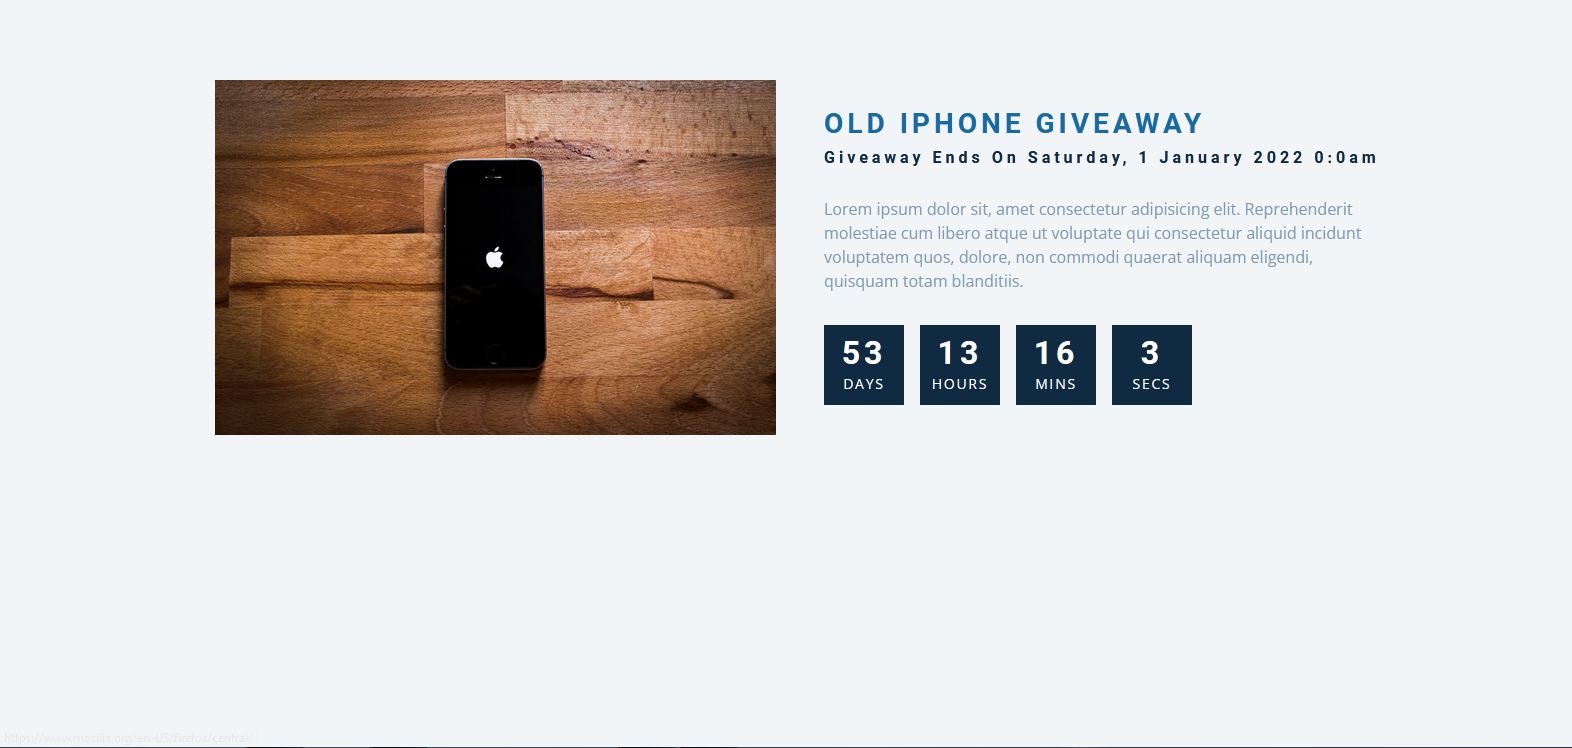 OLD IPHONE GIVEAWAY
Giveaway Ends On Saturday, 1 January 2022 0:0am
Lorem ipsum dolor sit, amet consectetur adipisicing elit. Reprehenderit
molestiae cum libero atque ut voluptate qui consectetur aliquid incidunt
voluptatem quos, dolore, non commodi quaerat aliquam eligendi,
quisquam totam blanditiis.
53 13 16 3
DAYS HOURS MINS SECS
https://www.mozilla.org/en-US/firefox/central/